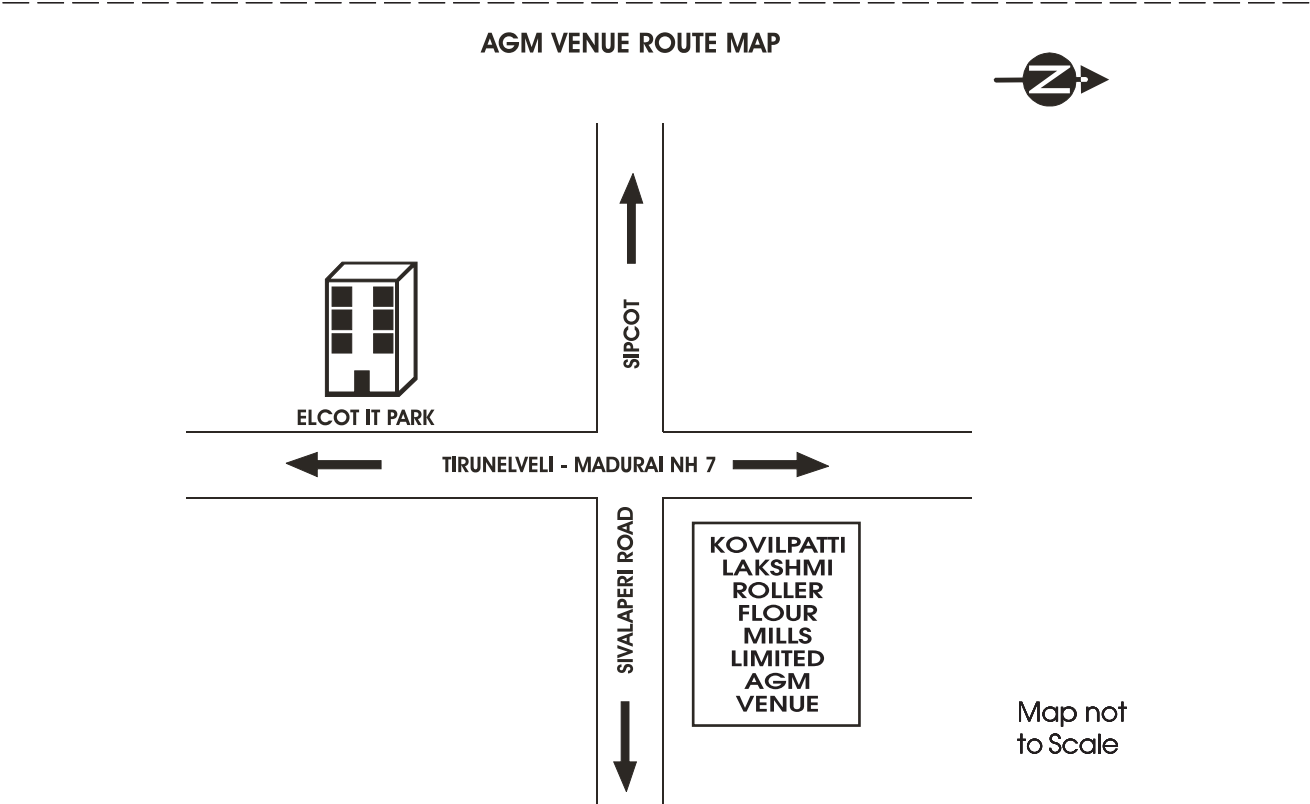 AGM VENUE ROUTE MAP
N
SIPCOT
ELCOT IT PARK
TIRUNELVELI - MADURAI NH 7
SIVALAPERI ROAD
KOVILPATTI
LAKSHMI
ROLLER
FLOUR
MILLS
LIMITED
AGM
VENUE
Map not
to Scale